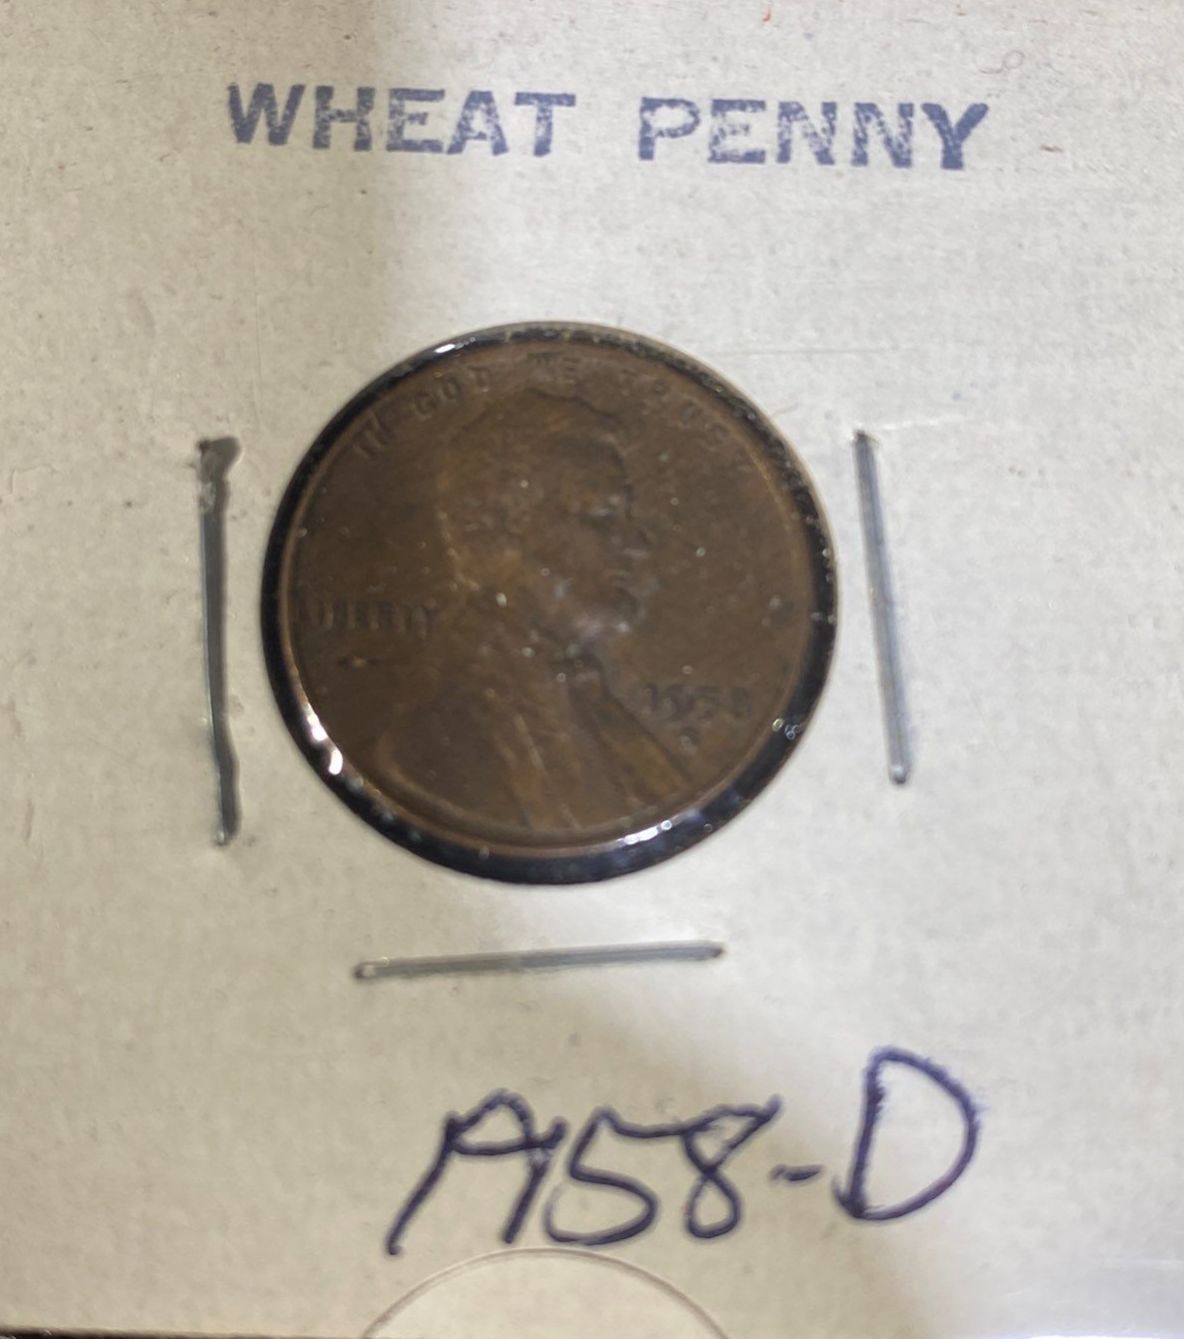 WHEAT PENNY
IN GOD WE TRUST
LIBERTY
1958
D
1958-D